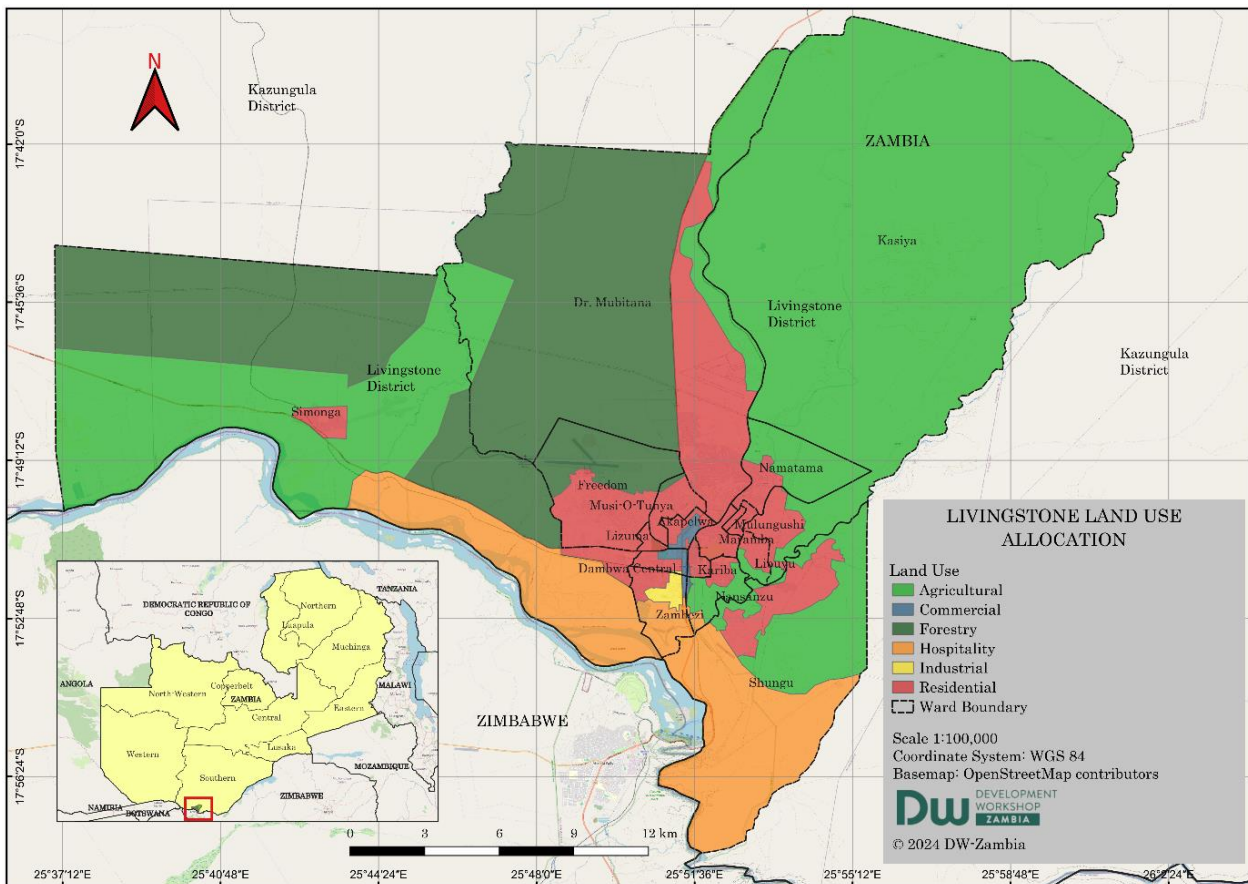 N
Kazungula
District
ZAMBIA
Kasiya
Dr. Mubitana
Livingstone
District
Kazungula
District
Livingstone
District
Simonga
Namatama
Freedom
Musi-O-Tunya
Akapelwa
Mulungushi
Maramba
Lizuma
Libuyu
Dambwa Central
Kariba
Nansanzu
Zambezi
Shungu
ZIMBABWE
17°42'0"S
17°45'36"S
17°49'12"S
17°52'48"S
17°56'24"S
25°37'12"E
25°40'48"E
25°44'24"E
25°48'0"E
25°51'36"E
25°55'12"E
25°58'48"E
26°2'24"E
0 3 6 9 12 km
DEMOCRATIC REPUBLIC OF
CONGO
TANZANIA
Northern
Luapula
Muchinga
ANGOLA
North-Western
Copperbelt
ZAMBIA
MALAWI
Central
Eastern
Lusaka
Western
Southern
MOZAMBIQUE
NAMIBIA
BOTSWANA
ZIMBABWE
LIVINGSTONE LAND USE
ALLOCATION
Land Use
Agricultural
Commercial
Forestry
Hospitality
Industrial
Residential
Ward Boundary
Scale 1:100,000
Coordinate System: WGS 84
Basemap: OpenStreetMap contributors
DW DEVELOPMENT
WORKSHOP
ZAMBIA
© 2024 DW-Zambia